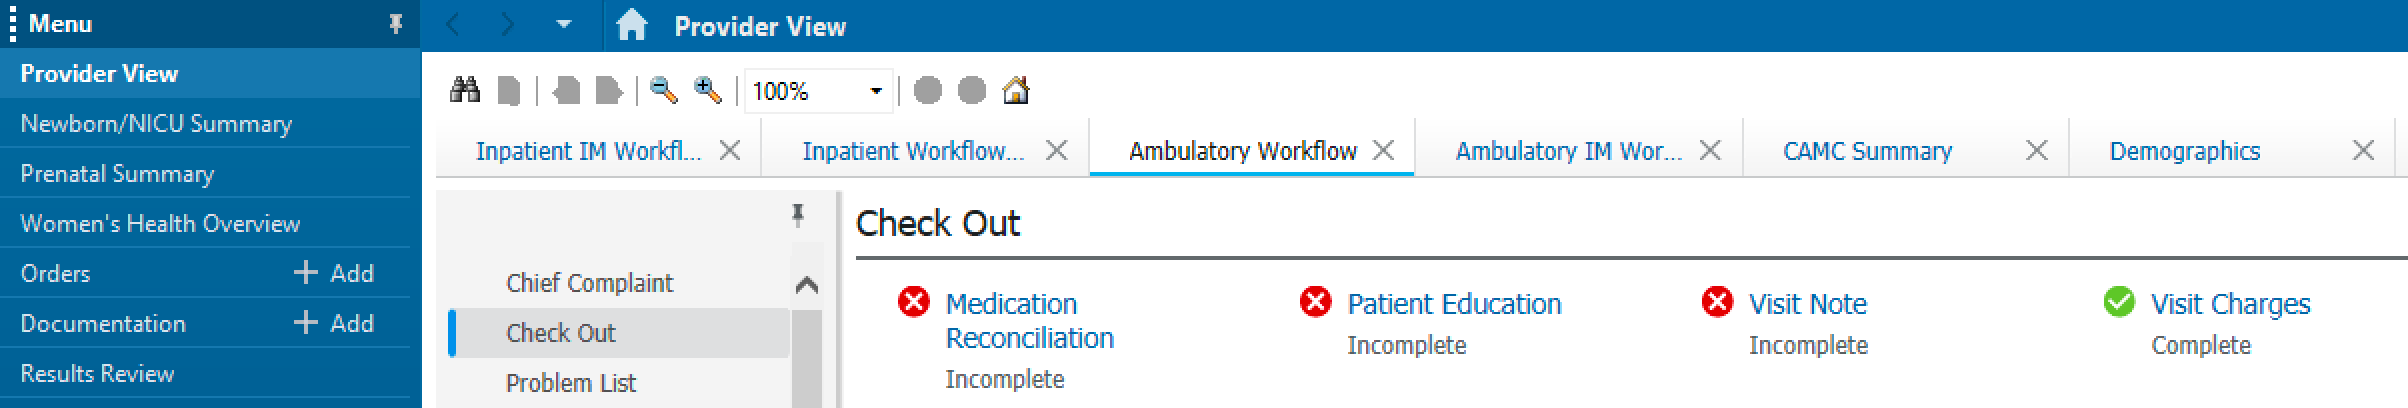 Menu
Provider View
Newborn/NICU Summary
Prenatal Summary
Women's Health Overview
Orders + Add
Documentation + Add
Results Review
Provider View
100%
Inpatient IM Workfl...
Inpatient Workflow...
Ambulatory Workflow
Ambulatory IM Wor...
CAMC Summary
Demographics
Chief Complaint
Check Out
Problem List
Check Out
Medication
Reconciliation
Incomplete
Patient Education
Incomplete
Visit Note
Incomplete
Visit Charges
Complete